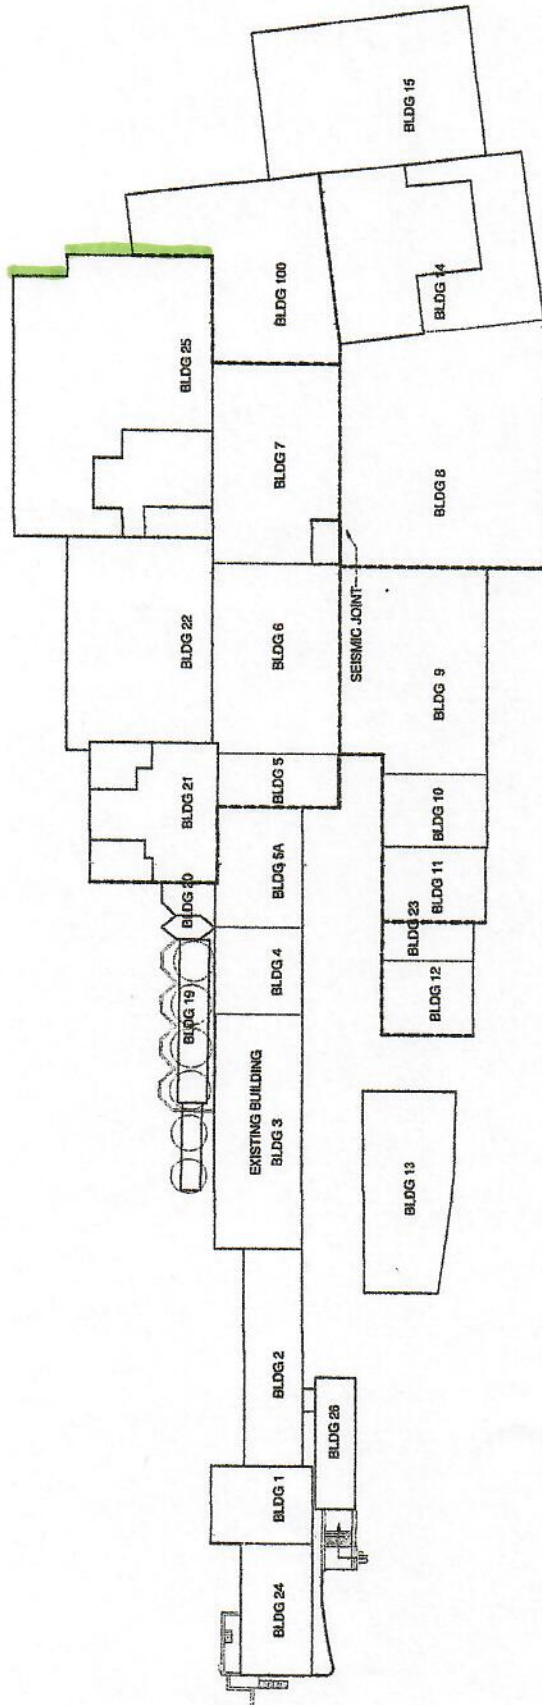 BLDG 15
BLDG 14
BLDG 100
BLDG 25
BLDG 7
BLDG 8
SEISMIC JOINT
BLDG 22
BLDG 6
BLDG 9
BLDG 5
BLDG 21
BLDG 10
BLDG 20
BLDG 5A
BLDG 11
BLDG 23
BLDG 4
BLDG 19
BLDG 12
EXISTING BUILDING
BLDG 3
BLDG 13
BLDG 2
BLDG 26
BLDG 1
UP
BLDG 24